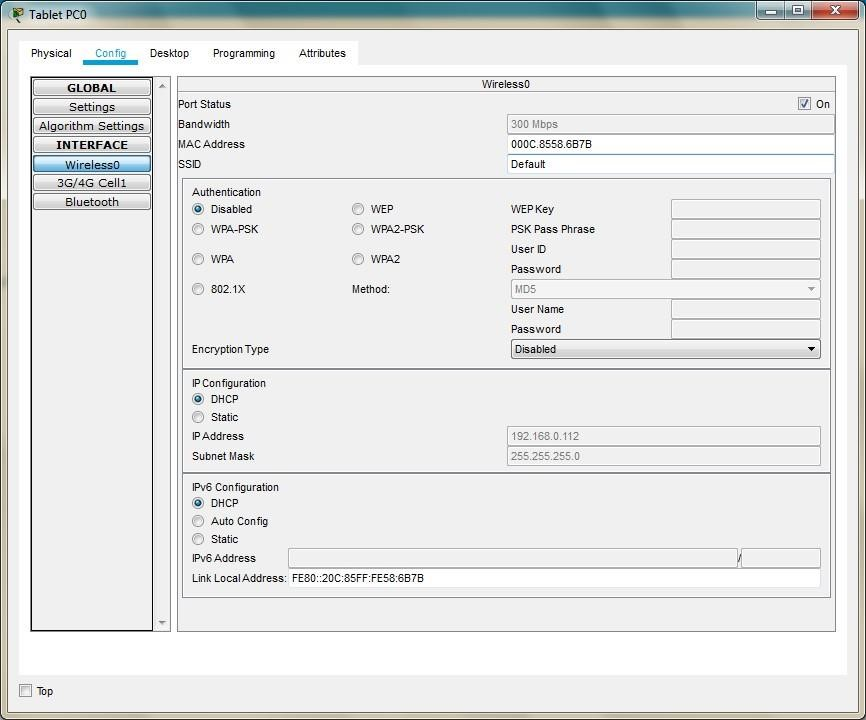 Tablet PC0
Physical Config Desktop Programming Attributes
GLOBAL
Settings
Algorithm Settings
INTERFACE
Wireless0
3G/4G Cell1
Bluetooth
Wireless0
Port Status On
Bandwidth 300 Mbps
MAC Address 000C.8558.6B7B
SSID Default
Authentication
Disabled WEP WEP Key
WPA-PSK WPA2-PSK PSK Pass Phrase
User ID
WPA WPA2
Password
802.1X Method: MD5
User Name
Password
Encryption Type Disabled
IP Configuration
DHCP
Static
IP Address 192.168.0.112
Subnet Mask 255.255.255.0
IPv6 Configuration
DHCP
Auto Config
Static
IPv6 Address /
Link Local Address: FE80::20C:85FF:FE58:6B7B
Top